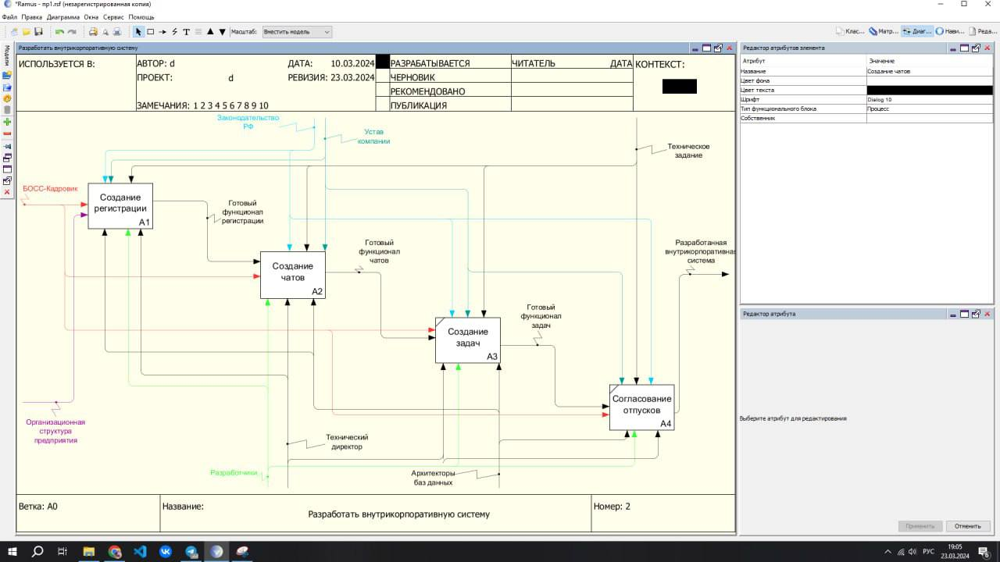 *Ramus - пр1.rsf (незарегистрированная копия)
Файл Правка Диаграмма Окна Сервис Помощь
Масштаб: Вместить модель
Клас... Матр... Диаг... Нави... Реда...
Модели
Разработать внутрикорпоративную систему
ИСПОЛЬЗУЕТСЯ В:
АВТОР: d
ДАТА: 10.03.2024
ПРОЕКТ: d
РЕВИЗИЯ: 23.03.2024
ЗАМЕЧАНИЯ: 1 2 3 4 5 6 7 8 9 10
РАЗРАБАТЫВАЕТСЯ
ЧЕРНОВИК
РЕКОМЕНДОВАНО
ПУБЛИКАЦИЯ
ЧИТАТЕЛЬ ДАТА
КОНТЕКСТ:
Законодательство
РФ
Устав
компании
Техническое
задание
БОСС-Кадровик
Создание
регистрации
A1
Готовый
функционал
регистрации
Создание
чатов
A2
Готовый
функционал
чатов
Разработанная
внутрикорпоративная
система
Готовый
функционал
задач
Создание
задач
A3
Согласование
отпусков
A4
Организационная
структура
предприятия
Технический
директор
Разработчики
Архитекторы
баз данных
Ветка: A0
Название:
Разработать внутрикорпоративную систему
Номер: 2
Редактор атрибутов элемента
Атрибут Значение
Название Создание чатов
Цвет фона
Цвет текста
Шрифт Dialog 10
Тип функционального блока Процесс
Собственник
Редактор атрибута
Выберите атрибут для редактирования
Применить Отменить
РУС
19:05
23.03.2024
6